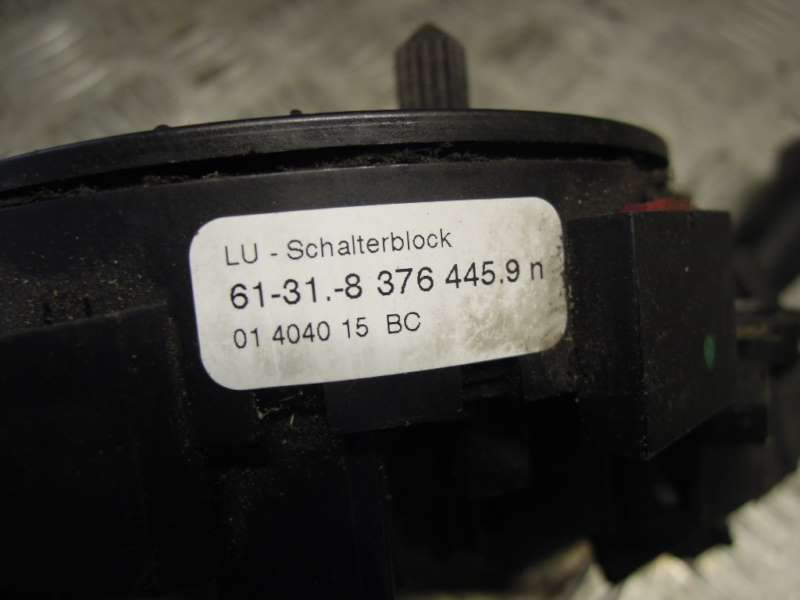 LU - Schalterblock
61-31.-8 376 445.9 n
01 4040 15 BC